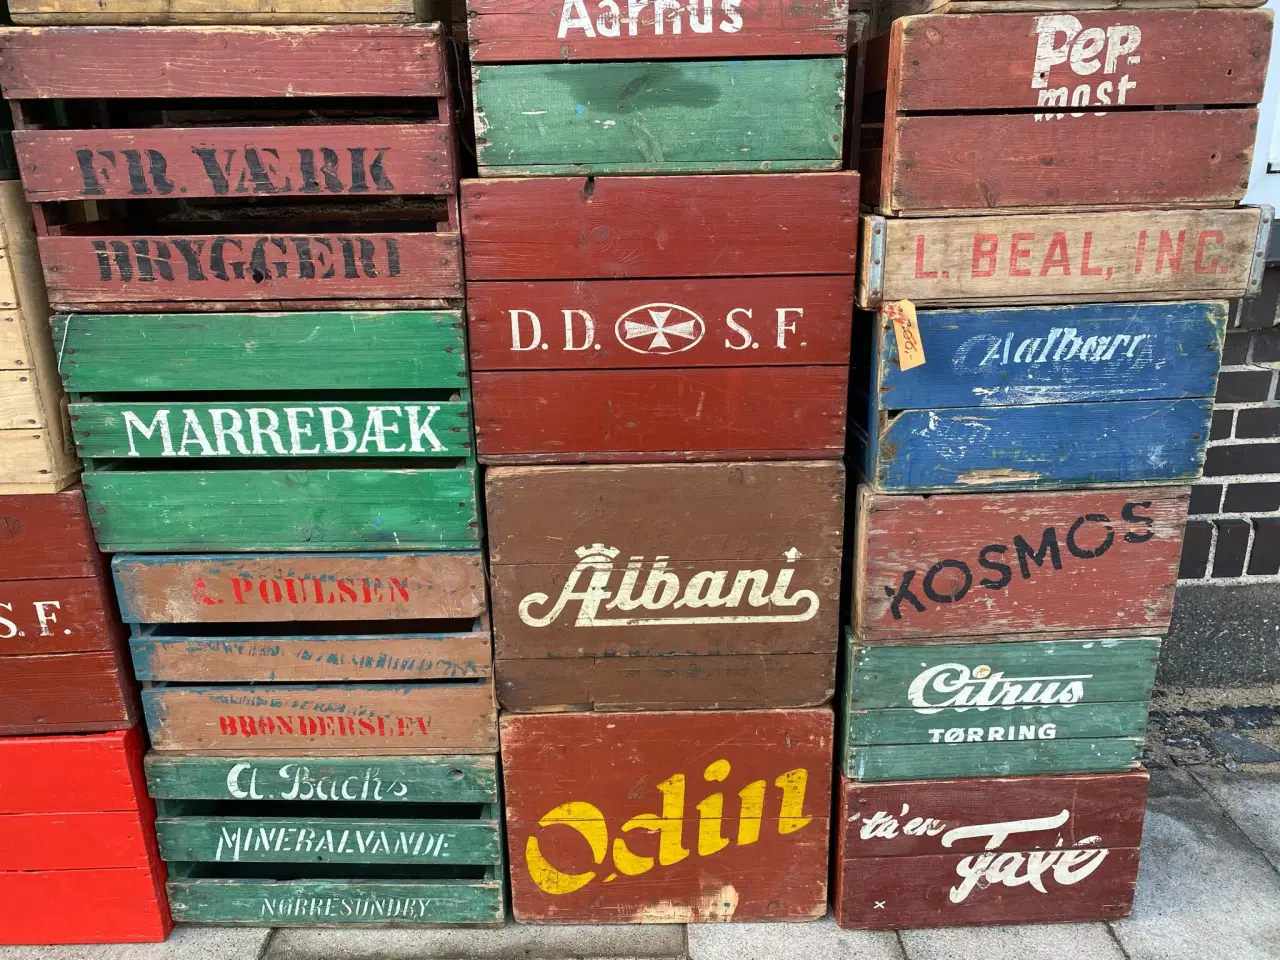 FR. VÆRK
BRYGGERI
MARREBÆK
A. POULSEN
BRØNDERSLEV
A. Bachs
MINERALVANDE
NØRRESUNDBY
S.F.
Aarhus
D. D. S. F.
Albani
Odin
Pep
most
L. BEAL, INC.
Aalborg
KOSMOS
Citrus
TØRRING
ta' en
Faxe
x